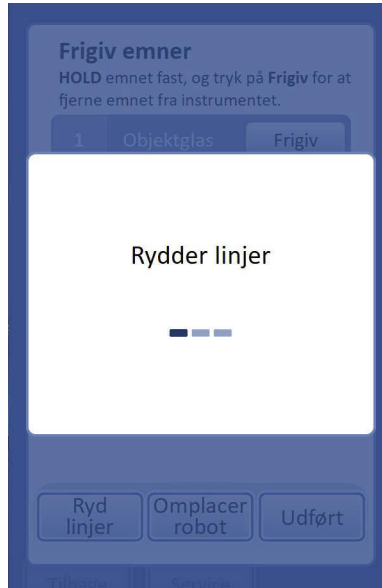 Frigiv emner
HOLD emnet fast, og tryk på Frigiv for at
fjerne emnet fra instrumentet.
1 Objektglas Frigiv
Rydder linjer
Ryd
linjer
Omplacer
robot
Udført
Tilbage Service